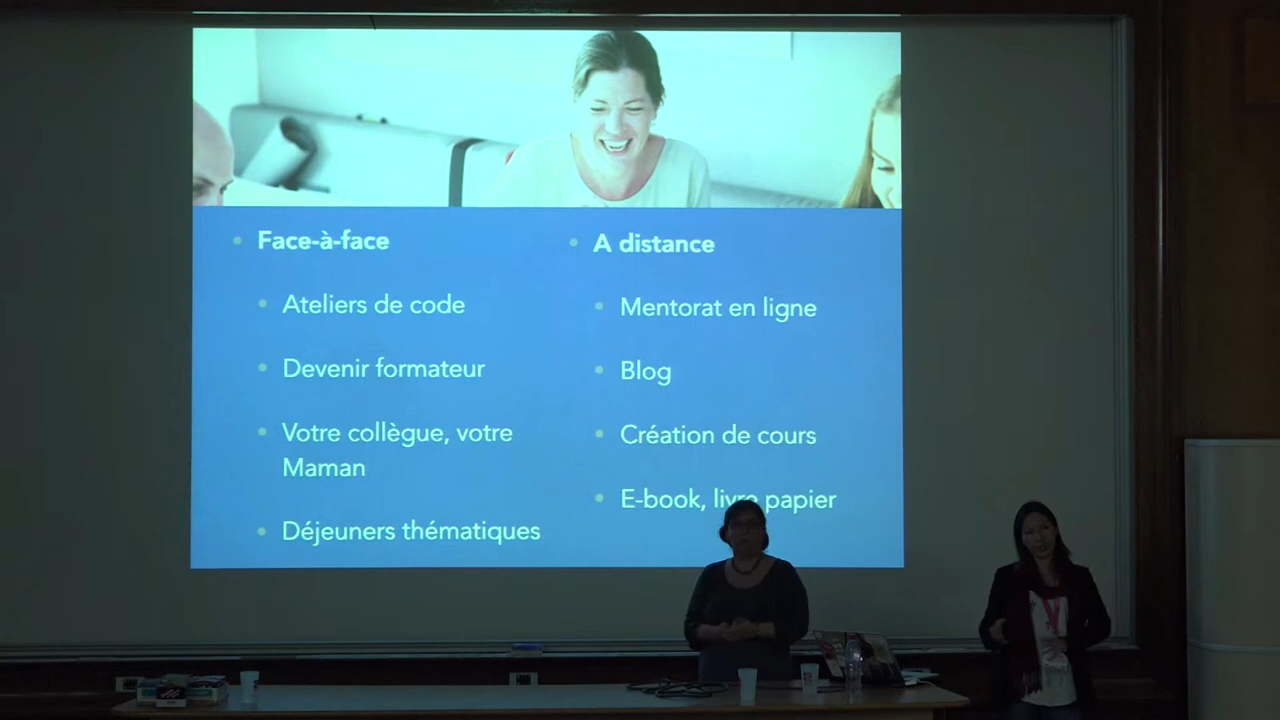 Face-à-face
Ateliers de code
Devenir formateur
Votre collègue, votre
Maman
Déjeuners thématiques
A distance
Mentorat en ligne
Blog
Création de cours
E-book, livre papier